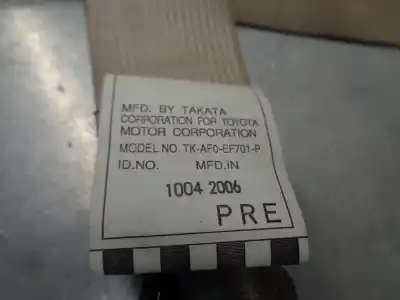 MFD. BY TAKATA
CORPORATION FOR TOYOTA
MOTOR CORPORATION
MODEL NO. TK-AF0-EF701-P
ID.NO. MFD.IN
1004 2006
PRE